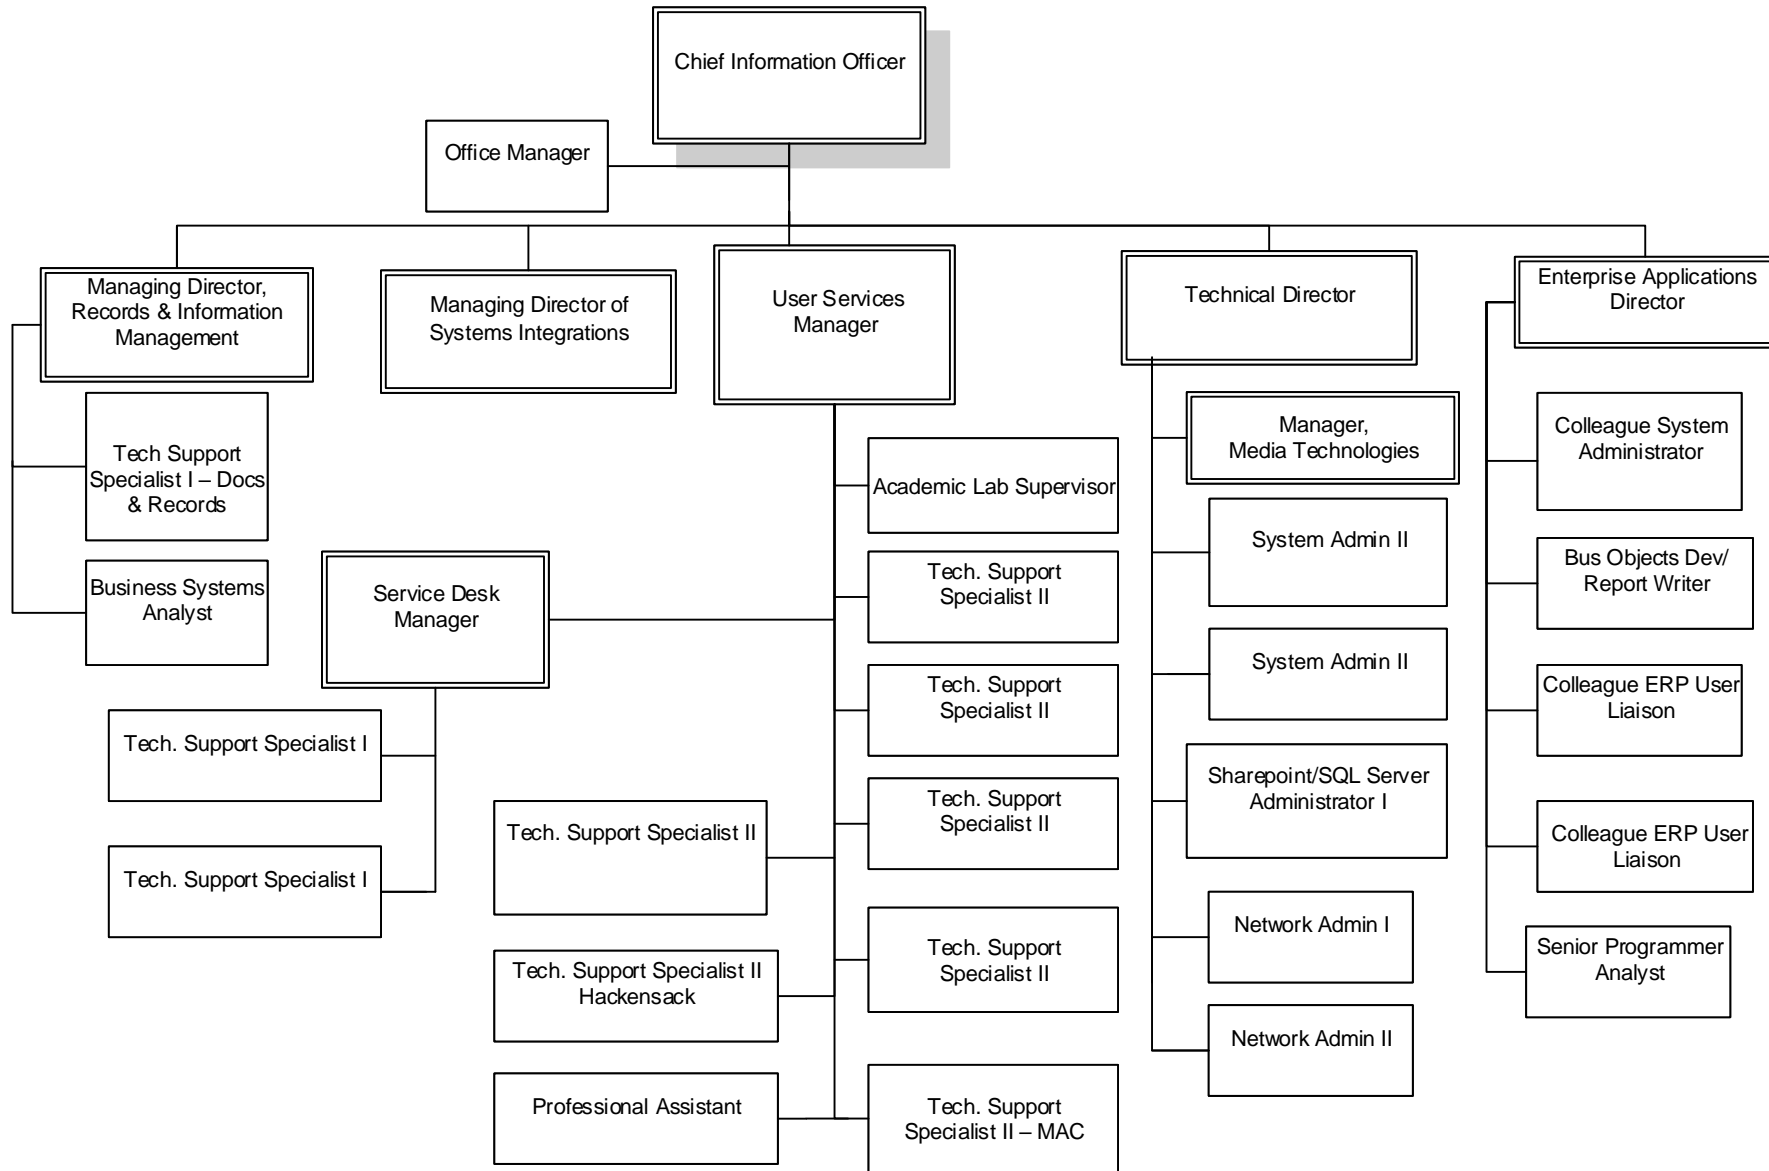 Chief Information Officer
Office Manager
Managing Director,
Records & Information
Management
Managing Director of
Systems Integrations
User Services
Manager
Technical Director
Enterprise Applications
Director
Tech Support
Specialist I – Docs
& Records
Business Systems
Analyst
Service Desk
Manager
Tech. Support Specialist I
Tech. Support Specialist I
Academic Lab Supervisor
Tech. Support
Specialist II
Tech. Support
Specialist II
Tech. Support
Specialist II
Tech. Support
Specialist II
Tech. Support
Specialist II – MAC
Tech. Support Specialist II
Tech. Support Specialist II
Hackensack
Professional Assistant
Manager,
Media Technologies
System Admin II
System Admin II
Sharepoint/SQL Server
Administrator I
Network Admin I
Network Admin II
Colleague System
Administrator
Bus Objects Dev/
Report Writer
Colleague ERP User
Liaison
Colleague ERP User
Liaison
Senior Programmer
Analyst